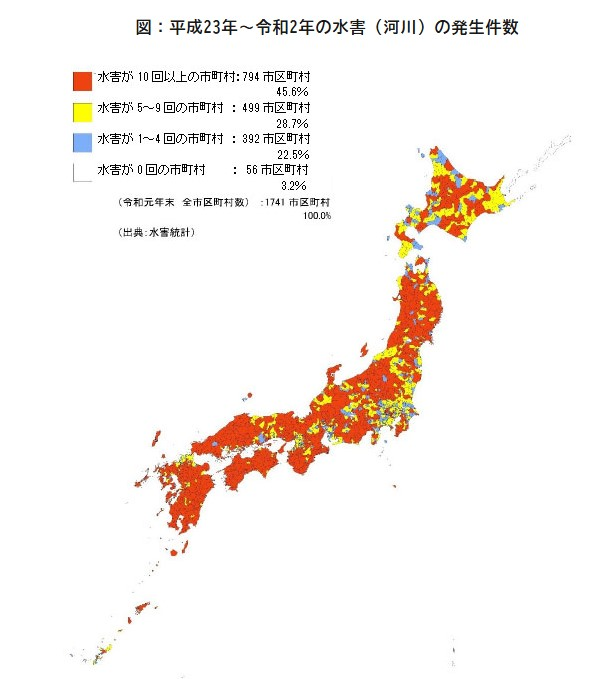 図：平成23年～令和2年の水害（河川）の発生件数
水害が 10 回以上の市町村：794 市区町村
45.6%
水害が 5～9 回の市町村 ： 499 市区町村
28.7%
水害が 1～4 回の市町村 ： 392 市区町村
22.5%
水害が 0 回の市町村 ： 56 市区町村
3.2%
（令和元年末 全市区町村数） ：1741 市区町村
100.0%
（出典：水害統計）